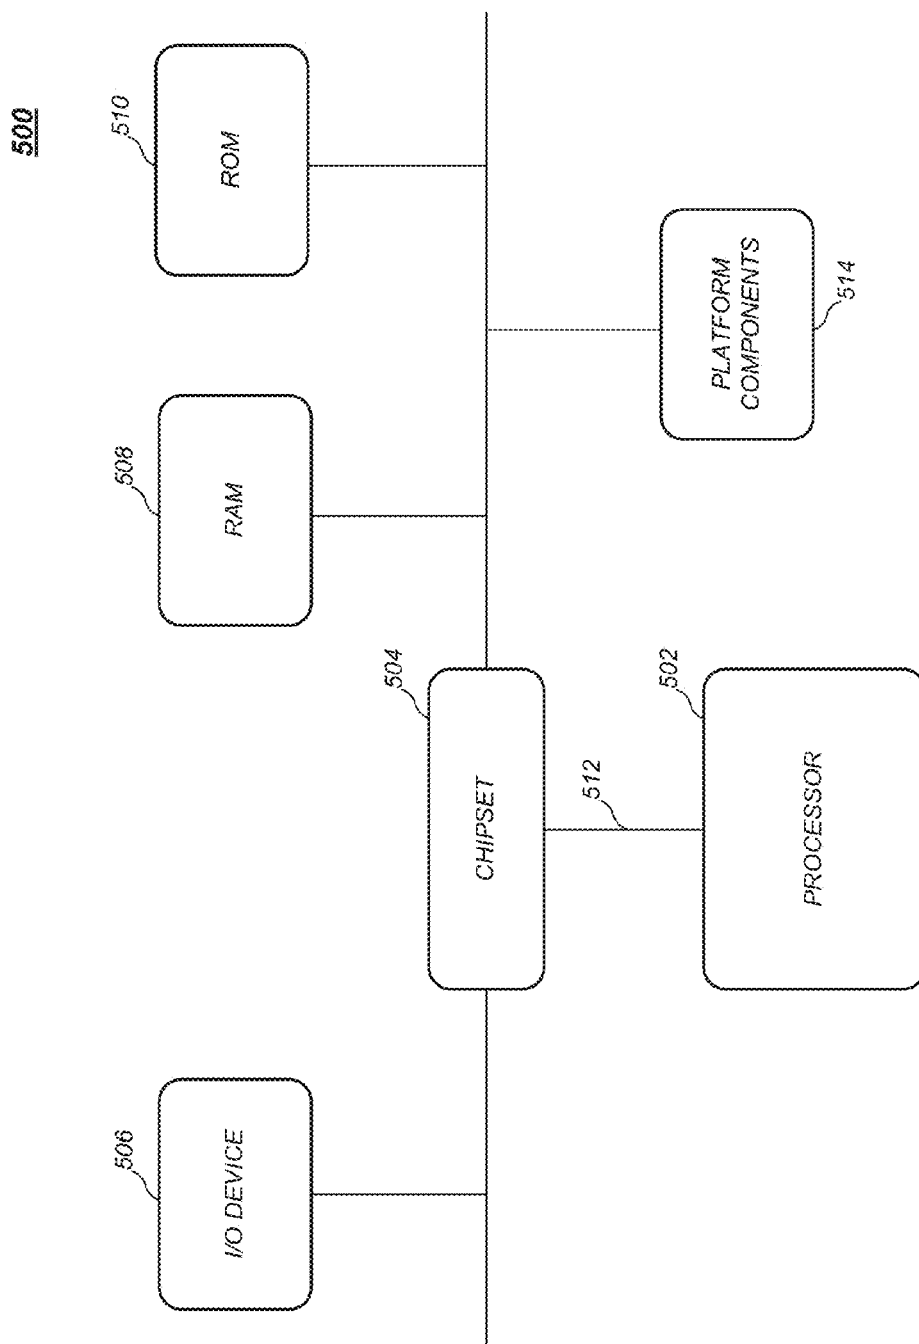 500
506
I/O DEVICE
508
RAM
510
ROM
504
CHIPSET
512
502
PROCESSOR
PLATFORM
COMPONENTS
514